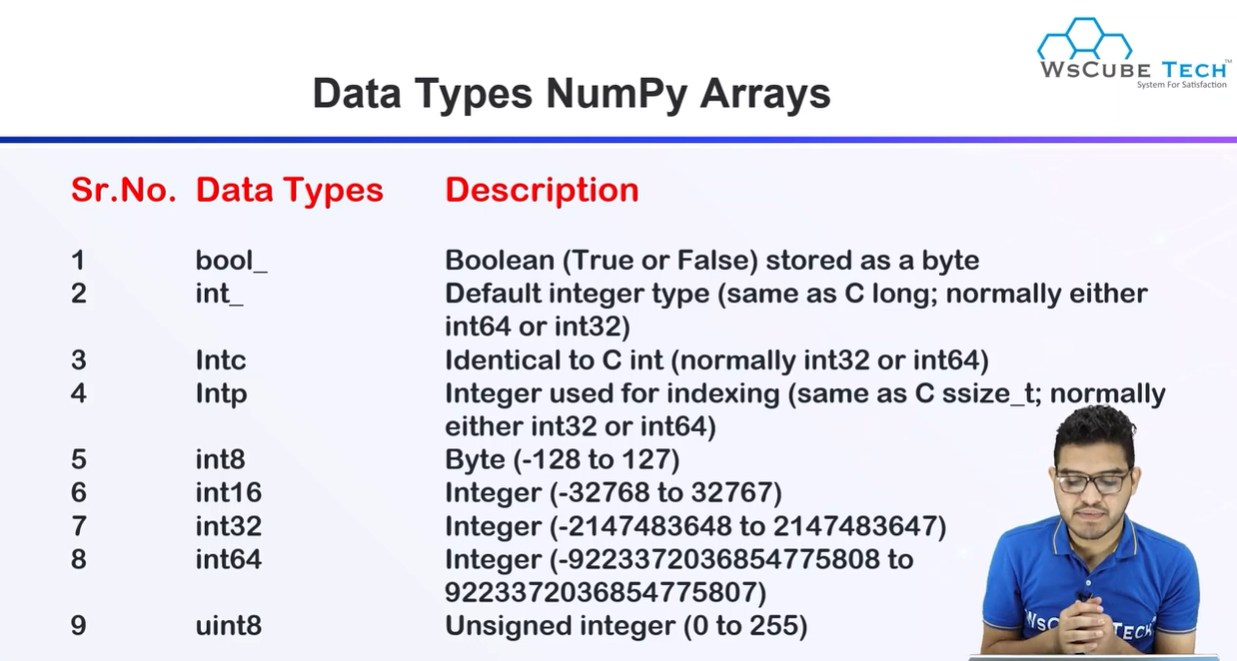 WsCube Tech™
System For Satisfaction
Data Types NumPy Arrays
Sr.No. Data Types Description
1 bool_ Boolean (True or False) stored as a byte
2 int_ Default integer type (same as C long; normally either
int64 or int32)
3 Intc Identical to C int (normally int32 or int64)
4 Intp Integer used for indexing (same as C ssize_t; normally
either int32 or int64)
5 int8 Byte (-128 to 127)
6 int16 Integer (-32768 to 32767)
7 int32 Integer (-2147483648 to 2147483647)
8 int64 Integer (-9223372036854775808 to
9223372036854775807)
9 uint8 Unsigned integer (0 to 255)